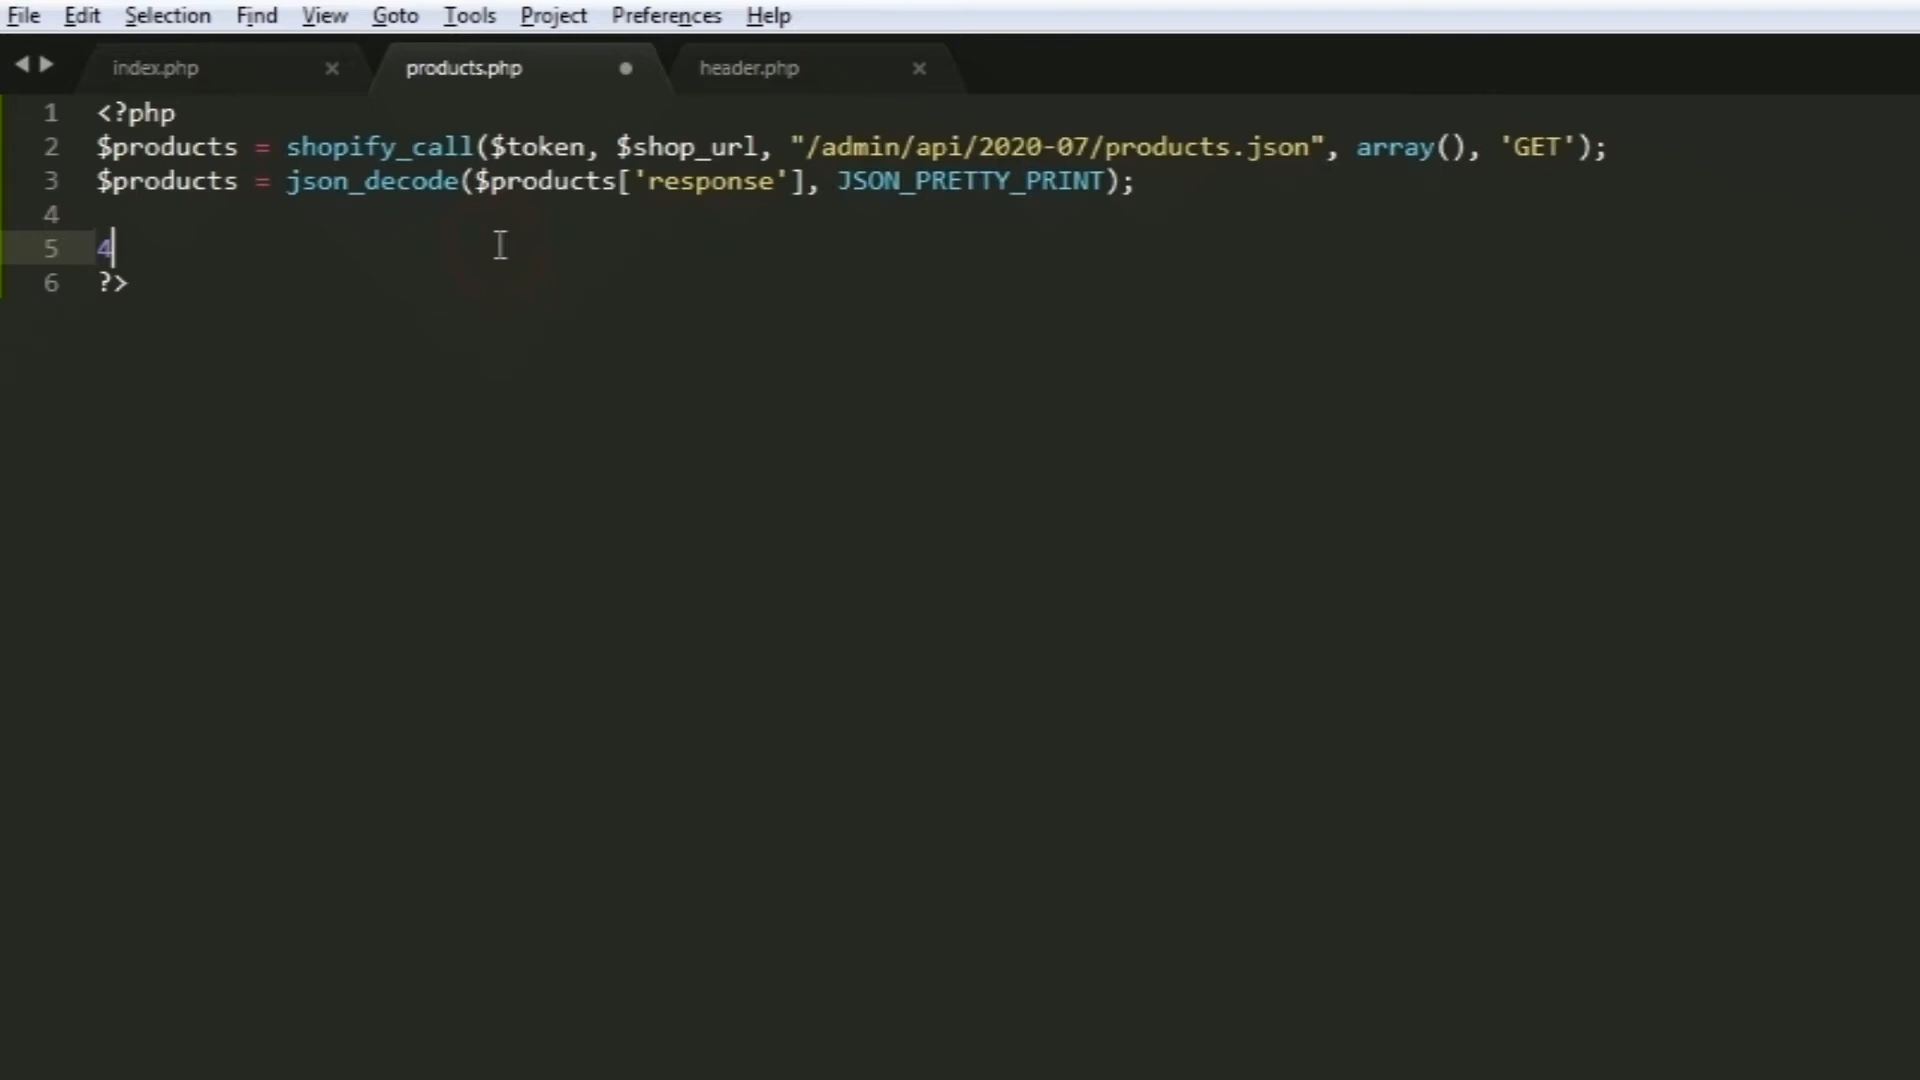 File Edit Selection Find View Goto Tools Project Preferences Help
index.php products.php header.php
1 <?php
2 $products = shopify_call($token, $shop_url, "/admin/api/2020-07/products.json", array(), 'GET');
3 $products = json_decode($products['response'], JSON_PRETTY_PRINT);
4
5 4
6 ?>